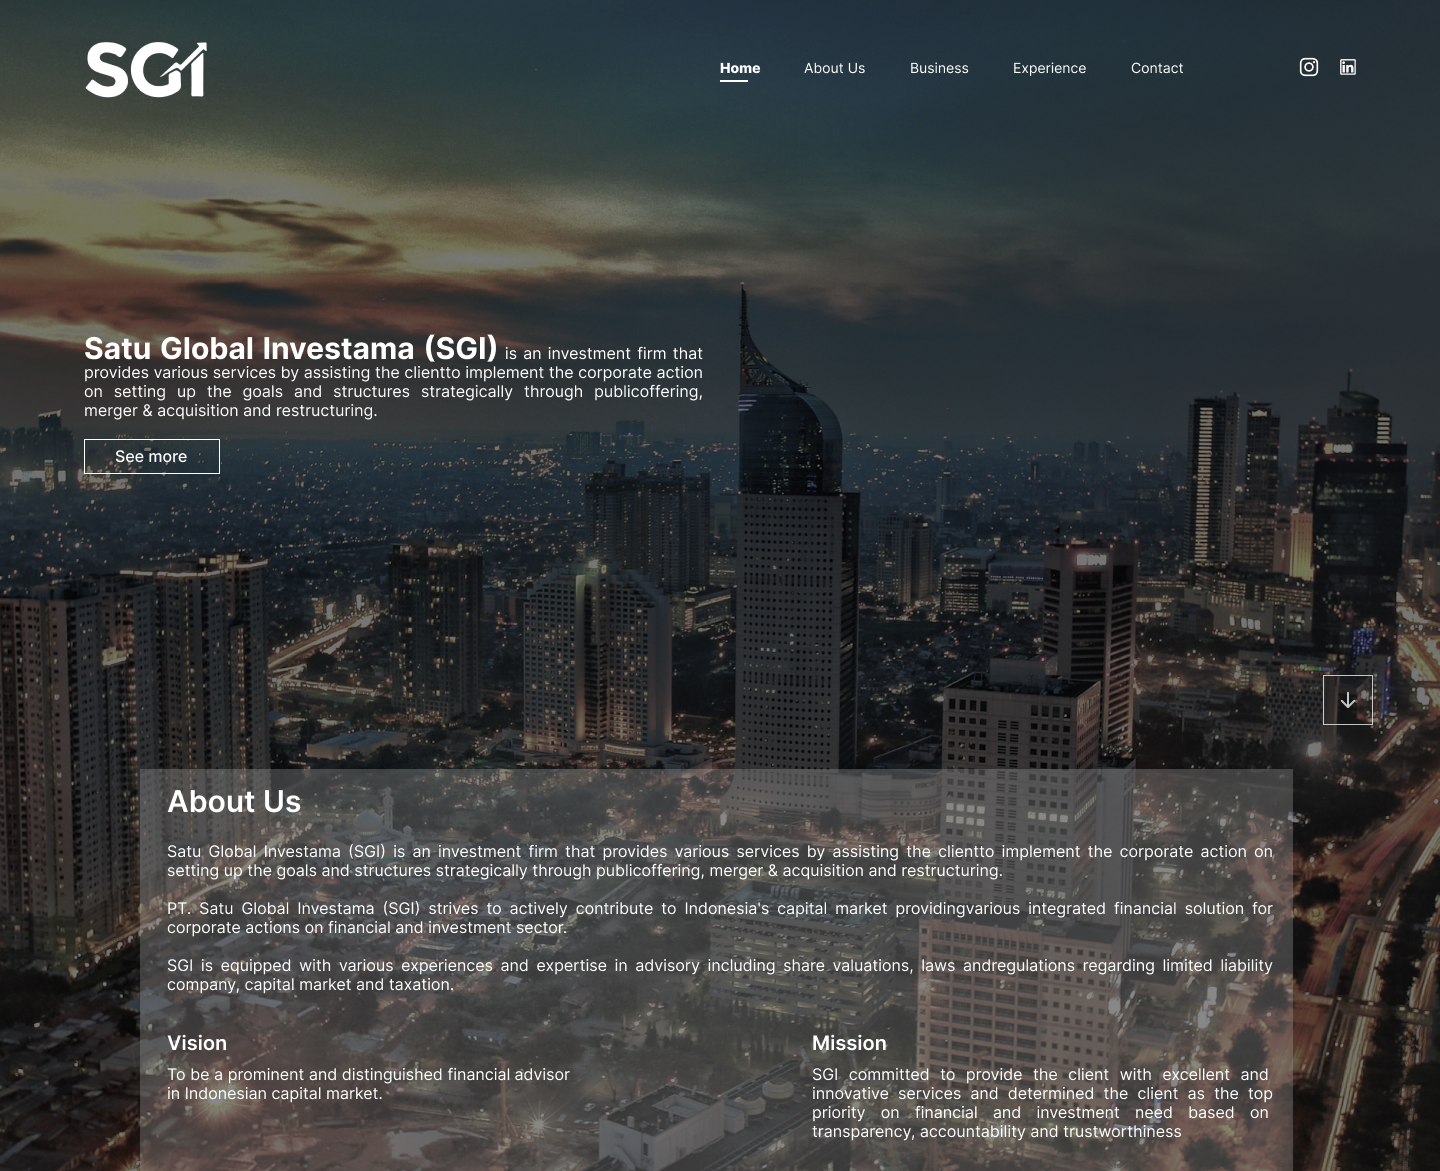 SGI
Home
About Us
Business
Experience
Contact
in
Satu Global Investama (SGI) is an investment firm that
provides various services by assisting the clientto implement the corporate action
on setting up the goals and structures strategically through publicoffering,
merger & acquisition and restructuring.
See more
About Us
Satu Global Investama (SGI) is an investment firm that provides various services by assisting the clientto implement the corporate action on
setting up the goals and structures strategically through publicoffering, merger & acquisition and restructuring.
PT. Satu Global Investama (SGI) strives to actively contribute to Indonesia's capital market providingvarious integrated financial solution for
corporate actions on financial and investment sector.
SGI is equipped with various experiences and expertise in advisory including share valuations, laws andregulations regarding limited liability
company, capital market and taxation.
Vision
To be a prominent and distinguished financial advisor
in Indonesian capital market.
Mission
SGI committed to provide the client with excellent and
innovative services and determined the client as the top
priority on financial and investment need based on
transparency, accountability and trustworthiness